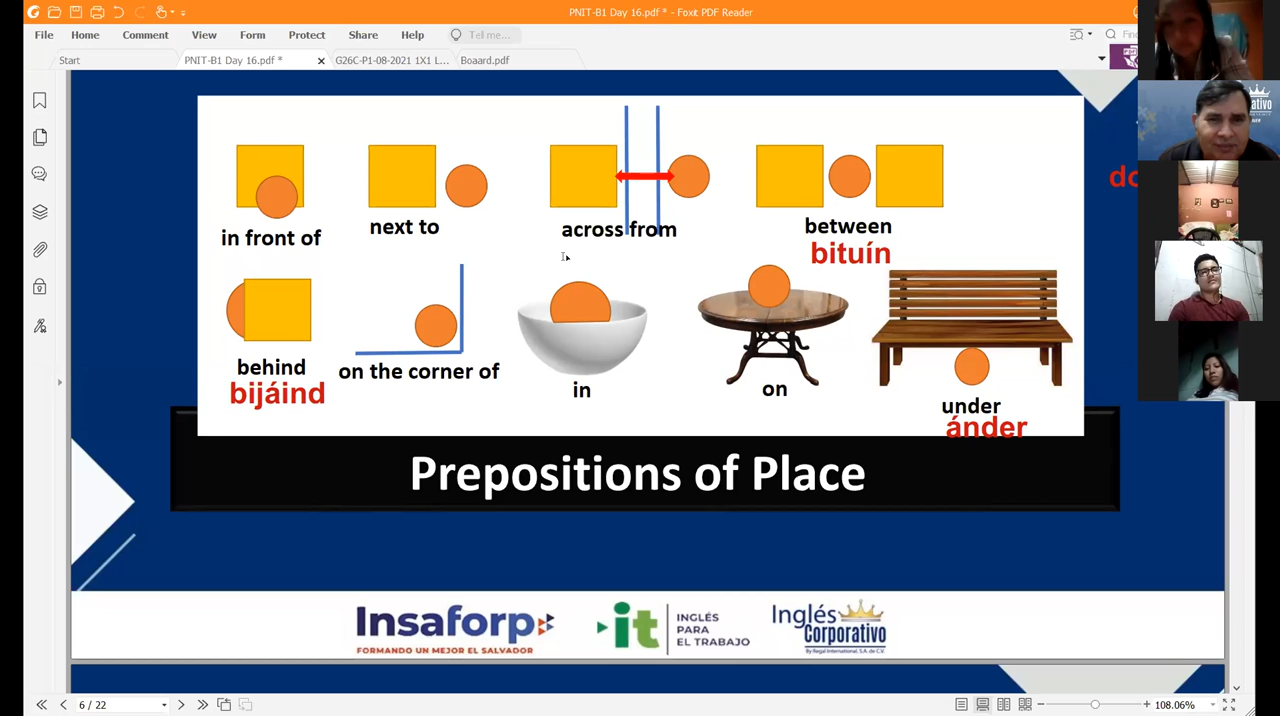 PNIT-B1 Day 16.pdf * - Foxit PDF Reader
File Home Comment View Form Protect Share Help Tell me...
Start PNIT-B1 Day 16.pdf * G26C-P1-08-2021 1X1 L... Boaard.pdf
in front of
next to
across from
between
bituín
behind
bijáind
on the corner of
in
on
under
ánder
Prepositions of Place
Insaforp
FORMANDO UN MEJOR EL SALVADOR
it
INGLÉS
PARA
EL TRABAJO
Inglés
Corporativo
By Regal International, S.A. de C.V.
6 / 22
108.06%